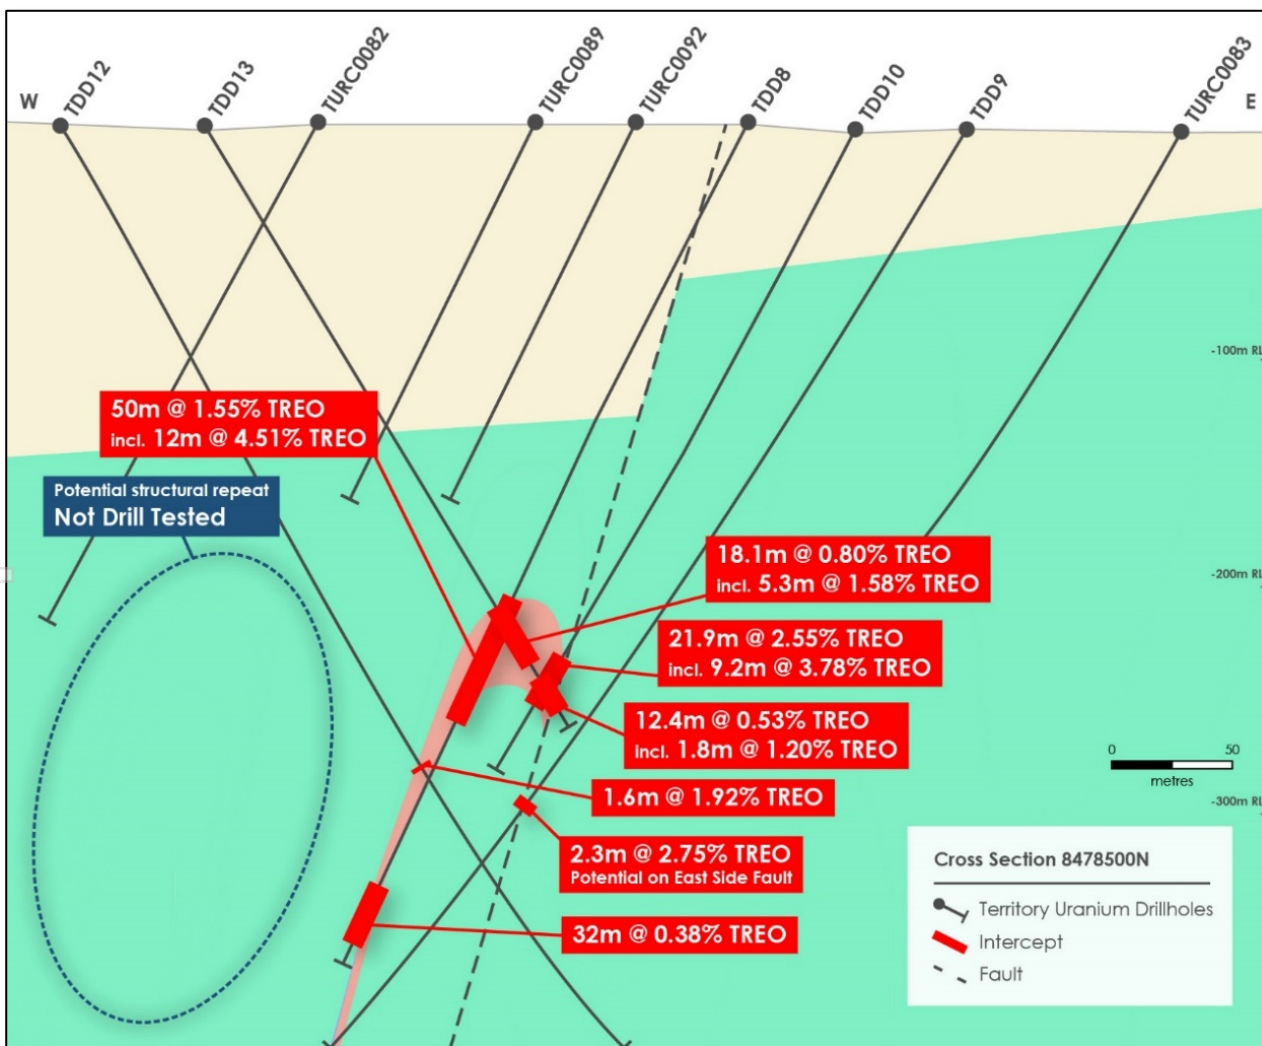 W
TDD12
TDD13
TURC0082
TURC0089
TURC0092
TDD8
TDD10
TDD9
TURC0083
E
-100m RL
50m @ 1.55% TREO
incl. 12m @ 4.51% TREO
Potential structural repeat
Not Drill Tested
18.1m @ 0.80% TREO
incl. 5.3m @ 1.58% TREO
-200m RL
21.9m @ 2.55% TREO
incl. 9.2m @ 3.78% TREO
12.4m @ 0.53% TREO
incl. 1.8m @ 1.20% TREO
0 50
metres
1.6m @ 1.92% TREO
-300m RL
2.3m @ 2.75% TREO
Potential on East Side Fault
32m @ 0.38% TREO
Cross Section 8478500N
Territory Uranium Drillholes
Intercept
Fault